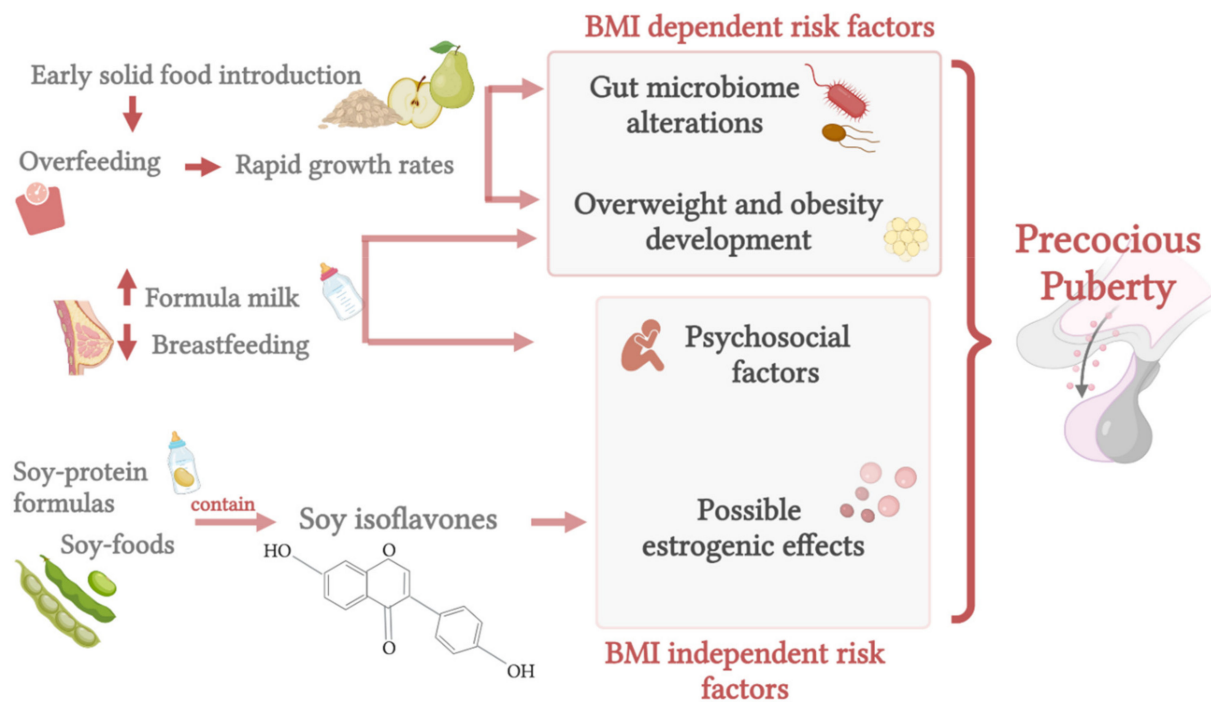 BMI dependent risk factors
Early solid food introduction
Overfeeding
Rapid growth rates
Gut microbiome
alterations
Overweight and obesity
development
Formula milk
Breastfeeding
Psychosocial
factors
Soy-protein
formulas
contain
Soy-foods
Soy isoflavones
HO
O
O
OH
Possible
estrogenic effects
BMI independent risk
factors
Precocious
Puberty